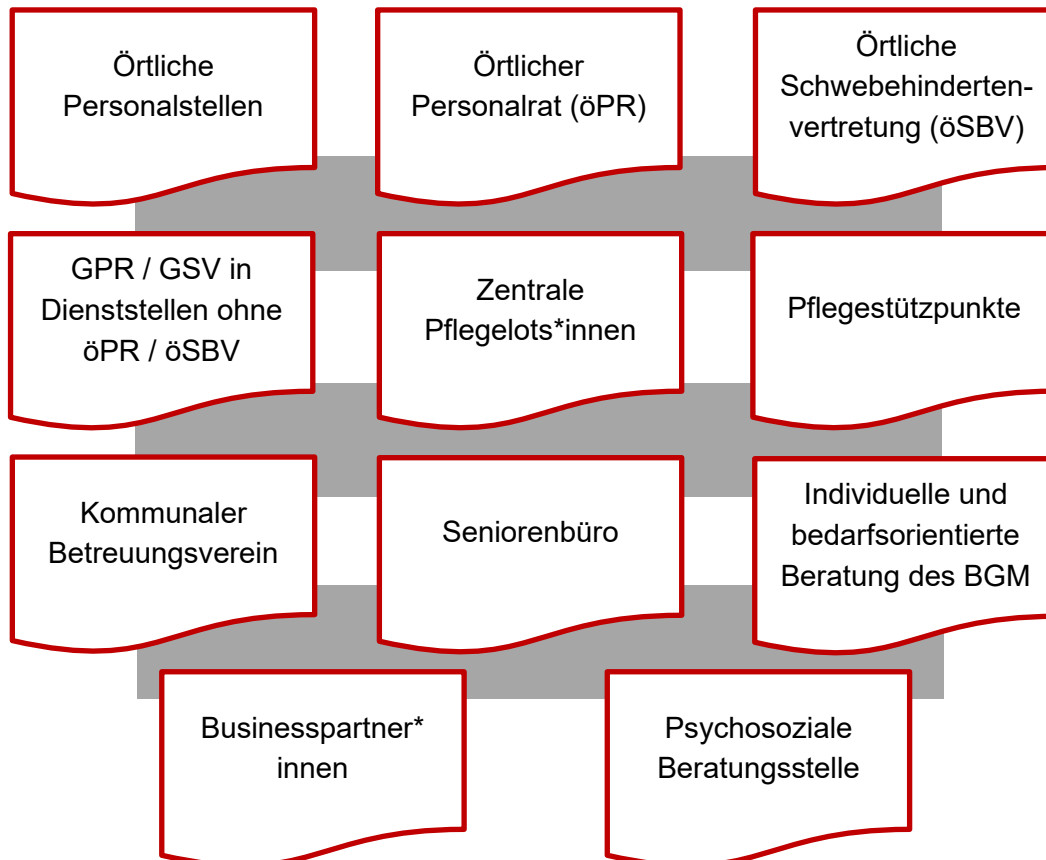 Örtliche
Personalstellen
Örtlicher
Personalrat (öPR)
Örtliche
Schwebehinderten-
vertretung (öSBV)
GPR / GSV in
Dienststellen ohne
öPR / öSBV
Zentrale
Pflegelots*innen
Pflegestützpunkte
Kommunaler
Betreuungsverein
Seniorenbüro
Individuelle und
bedarfsorientierte
Beratung des BGM
Businesspartner*
innen
Psychosoziale
Beratungsstelle